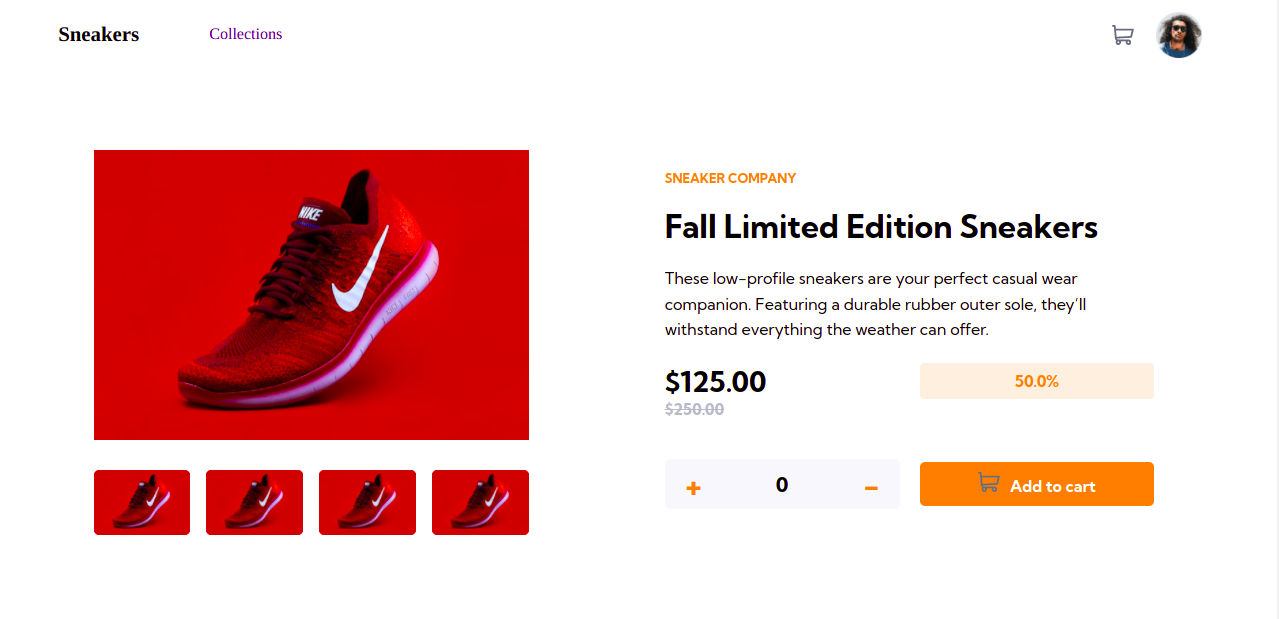 Sneakers
Collections
NIKE
SNEAKER COMPANY
Fall Limited Edition Sneakers
These low-profile sneakers are your perfect casual wear
companion. Featuring a durable rubber outer sole, they'll
withstand everything the weather can offer.
$125.00
50.0%
$250.00
+
0
−
Add to cart